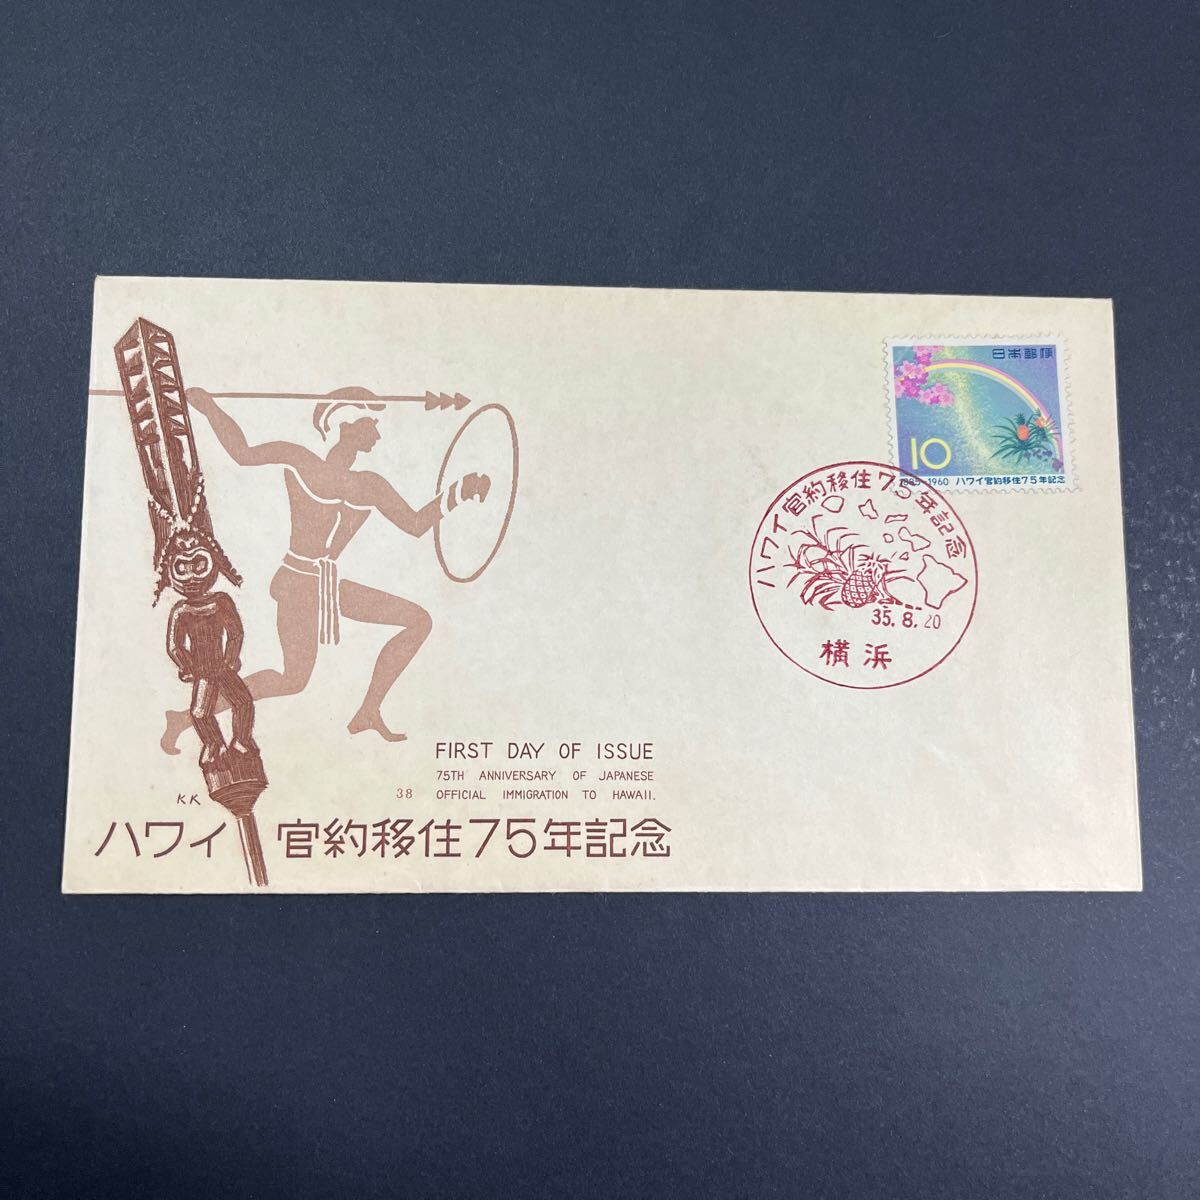 日本郵便
10
1885-1960 ハワイ官約移住75年記念
ハワイ官約移住75年記念
35.8.20
横浜
FIRST DAY OF ISSUE
75TH ANNIVERSARY OF JAPANESE
38 OFFICIAL IMMIGRATION TO HAWAII.
KK
ハワイ官約移住75年記念